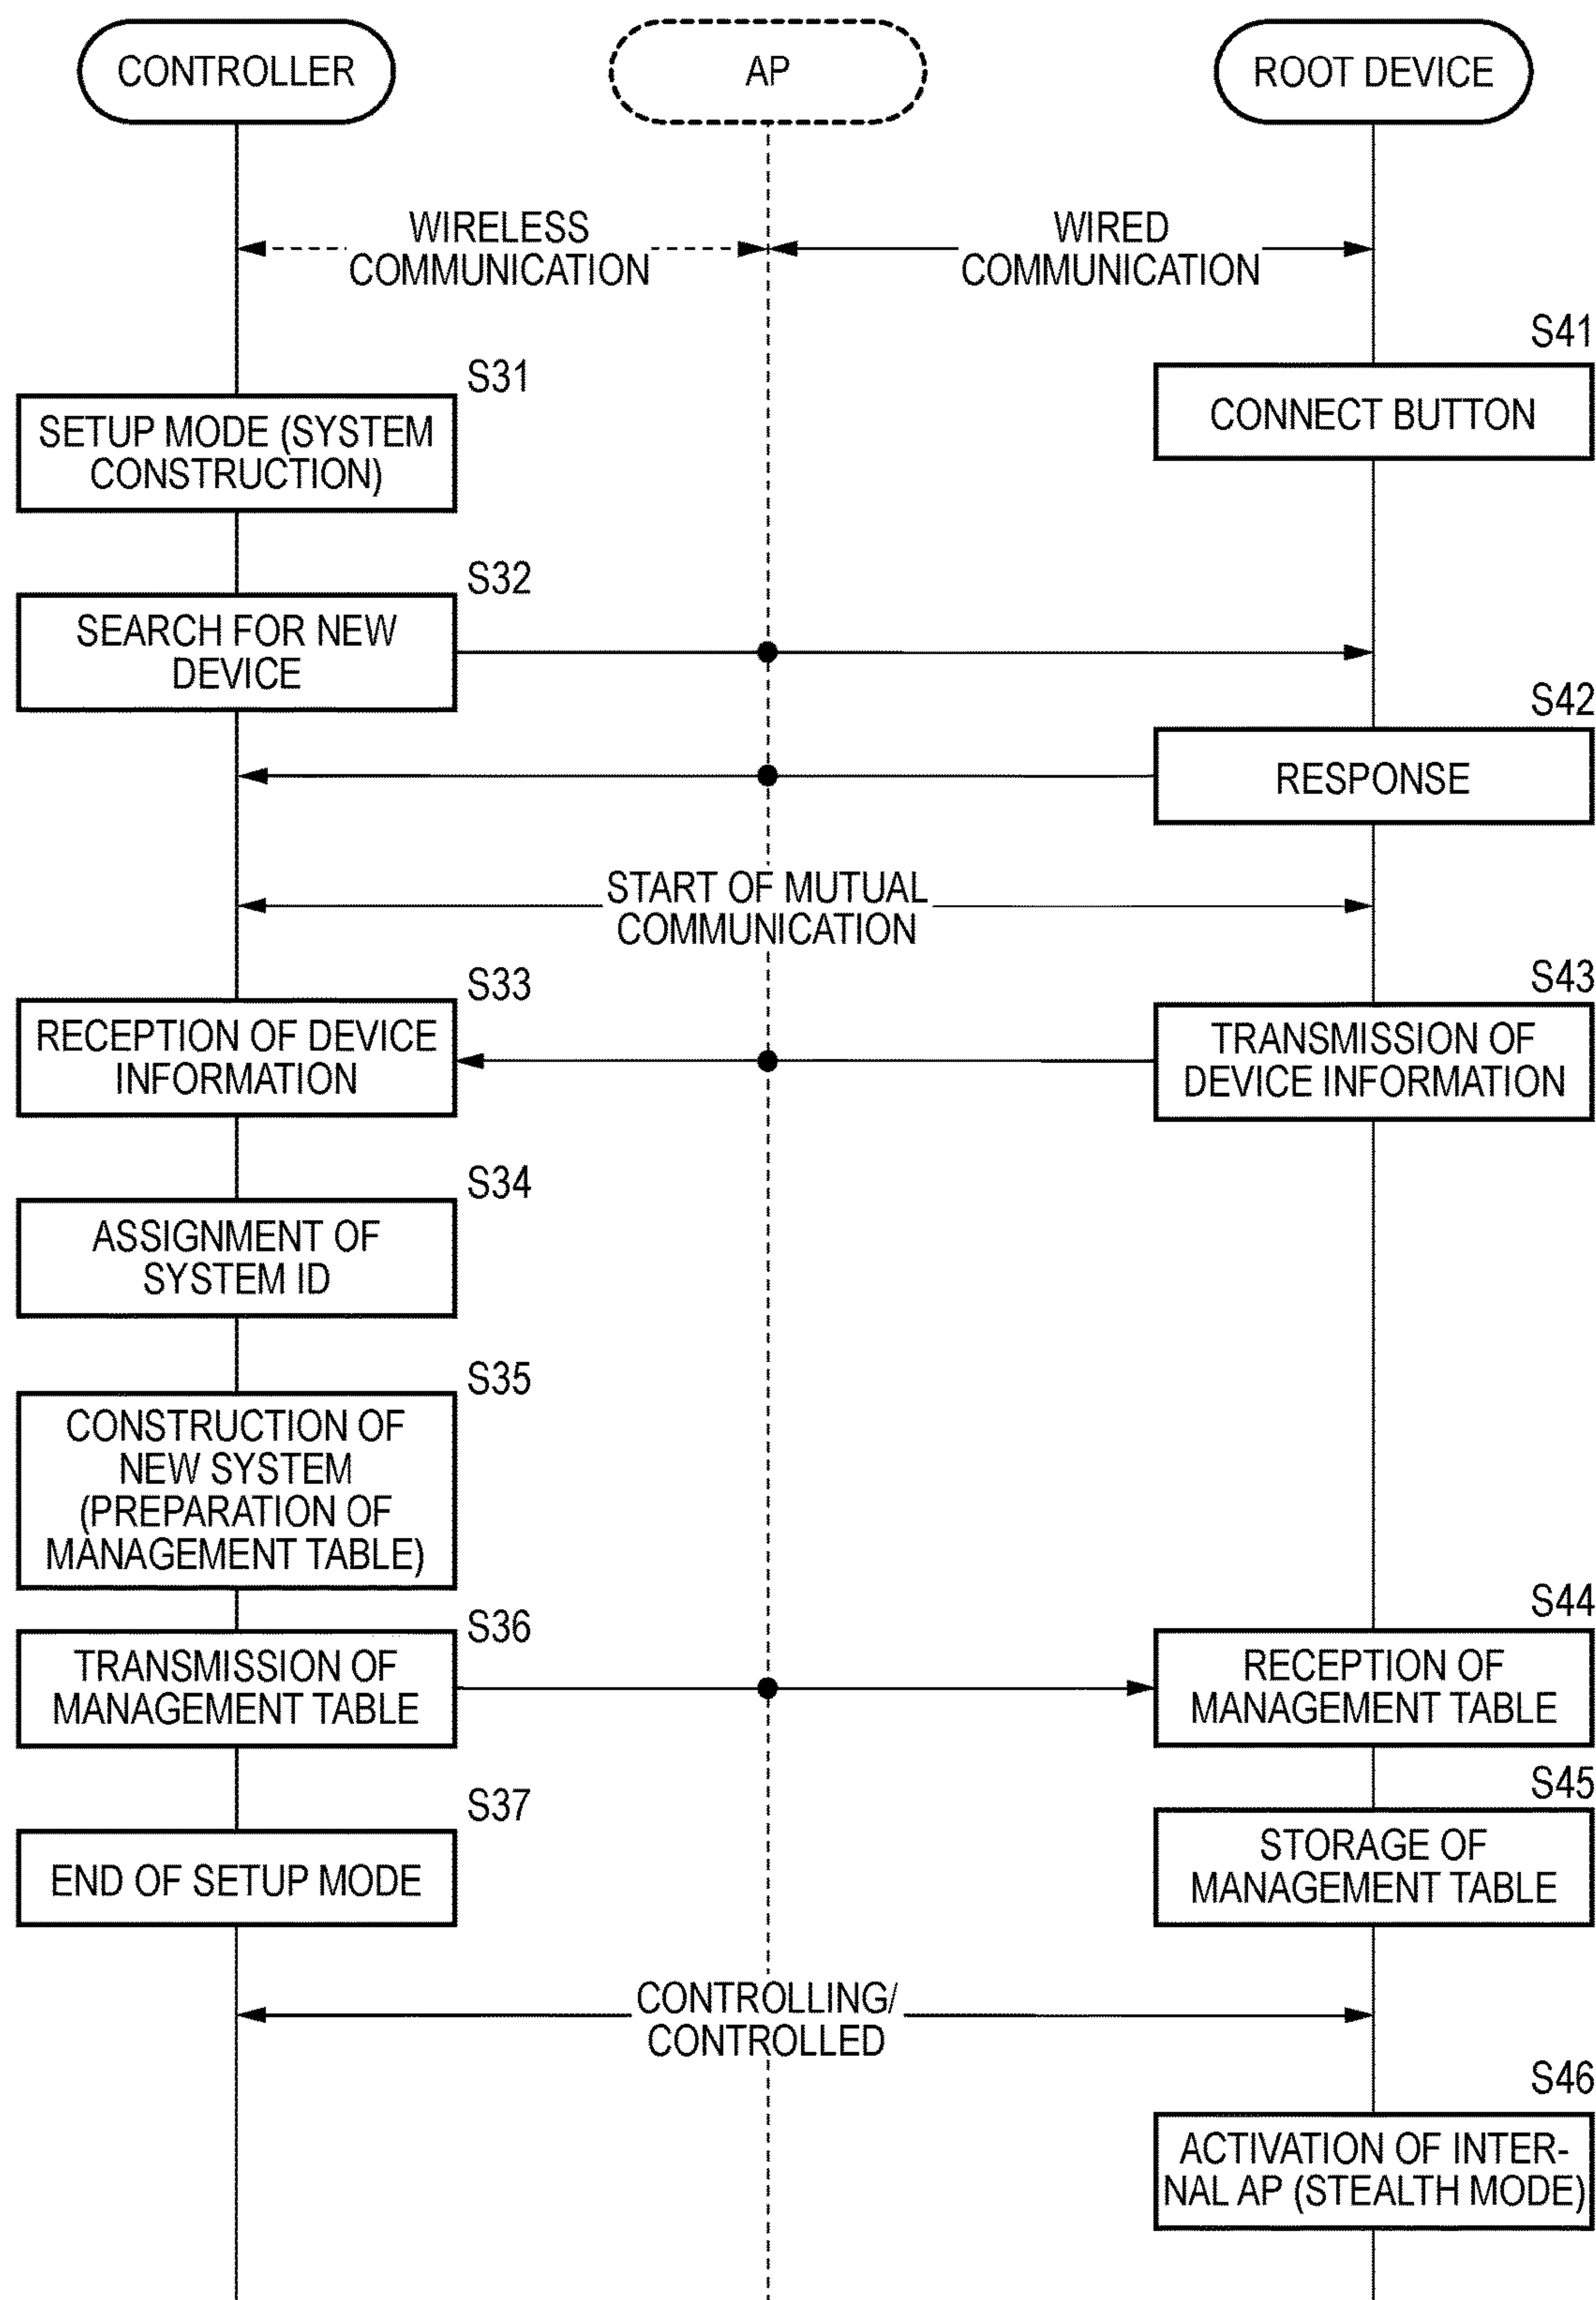 CONTROLLER
AP
ROOT DEVICE
WIRELESS
COMMUNICATION
WIRED
COMMUNICATION
S41
CONNECT BUTTON
S31
SETUP MODE (SYSTEM
CONSTRUCTION)
S32
SEARCH FOR NEW
DEVICE
S42
RESPONSE
START OF MUTUAL
COMMUNICATION
S33
RECEPTION OF DEVICE
INFORMATION
S43
TRANSMISSION OF
DEVICE INFORMATION
S34
ASSIGNMENT OF
SYSTEM ID
S35
CONSTRUCTION OF
NEW SYSTEM
(PREPARATION OF
MANAGEMENT TABLE)
S36
TRANSMISSION OF
MANAGEMENT TABLE
S44
RECEPTION OF
MANAGEMENT TABLE
S37
END OF SETUP MODE
S45
STORAGE OF
MANAGEMENT TABLE
CONTROLLING/
CONTROLLED
S46
ACTIVATION OF INTER-
NAL AP (STEALTH MODE)